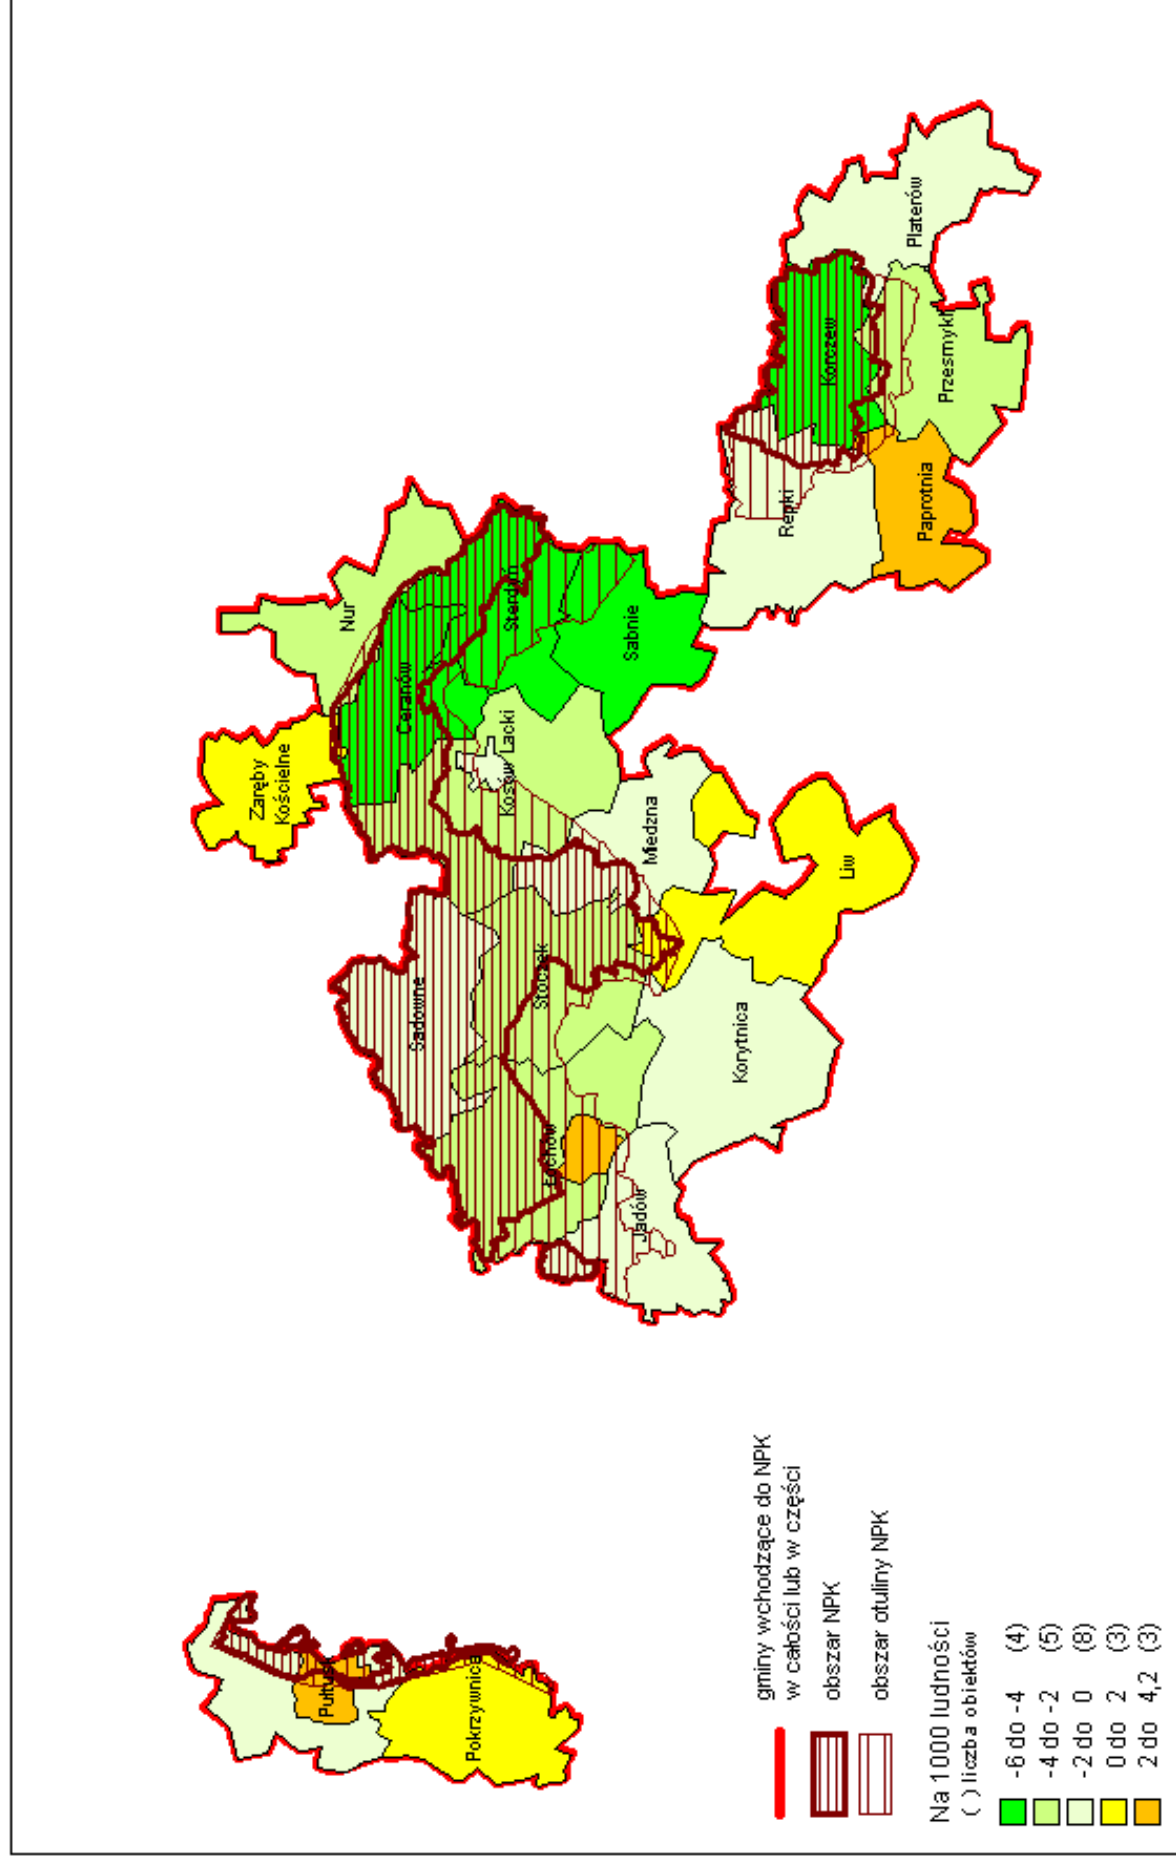 Zaręby
Kościelne
Nur
Ceranów
Sterdyń
Sabnie
Kosów Lacki
Sadowne
Stoczek
Miedzna
Liw
Korytnica
Łochów
Jadów
Repki
Korczew
Platerów
Przesmyki
Paprotnia
Pułtusk
Pokrzywnica
gminy wchodzące do NPK
w całości lub w części
obszar NPK
obszar otuliny NPK
Na 1000 ludności
( ) liczba obiektów
-6 do -4 (4)
-4 do -2 (5)
-2 do 0 (8)
0 do 2 (3)
2 do 4,2 (3)